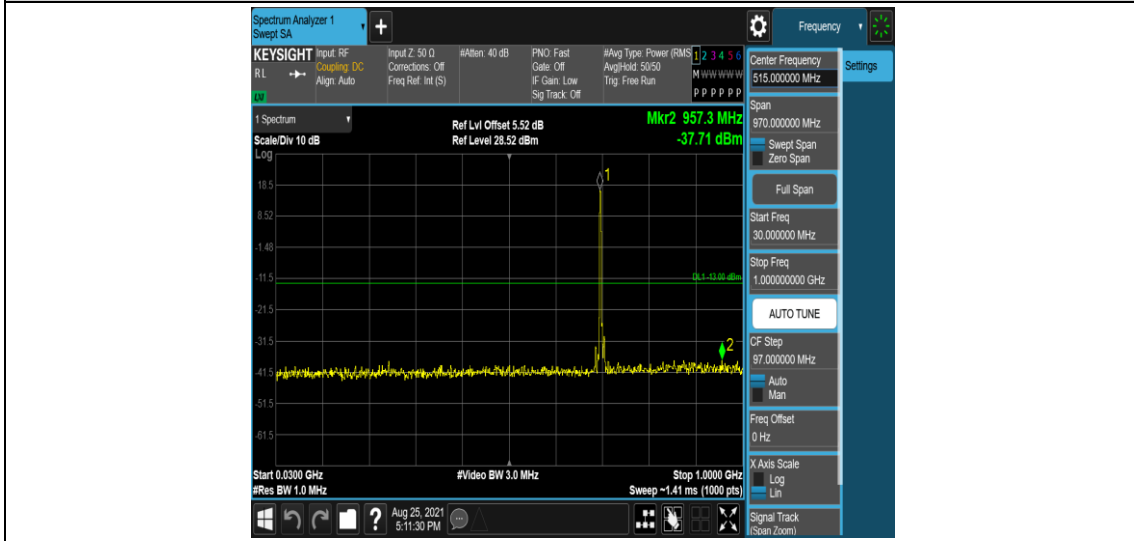 Spectrum Analyzer 1
Swept SA
+
Frequency
KEYSIGHT
RL
LXI
Input: RF
Coupling: DC
Align: Auto
Input Z: 50 Ω
Corrections: Off
Freq Ref: Int (S)
#Atten: 40 dB
PNO: Fast
Gate: Off
IF Gain: Low
Sig Track: Off
#Avg Type: Power (RMS
Avg|Hold: 50/50
Trig: Free Run
1 2 3 4 5 6
M W W W W W
P P P P P P
1 Spectrum
Scale/Div 10 dB
Log
Ref Lvl Offset 5.52 dB
Ref Level 28.52 dBm
Mkr2 957.3 MHz
-37.71 dBm
1
18.5
8.52
-1.48
-11.5
DL1 -13.00 dBm
-21.5
-31.5
2
-41.5
-51.5
-61.5
Start 0.0300 GHz
#Video BW 3.0 MHz
Stop 1.0000 GHz
#Res BW 1.0 MHz
Sweep ~1.41 ms (1000 pts)
?
Aug 25, 2021
5:11:30 PM
Settings
Center Frequency
515.000000 MHz
Span
970.000000 MHz
Swept Span
Zero Span
Full Span
Start Freq
30.000000 MHz
Stop Freq
1.000000000 GHz
AUTO TUNE
CF Step
97.000000 MHz
Auto
Man
Freq Offset
0 Hz
X Axis Scale
Log
Lin
Signal Track
(Span Zoom)